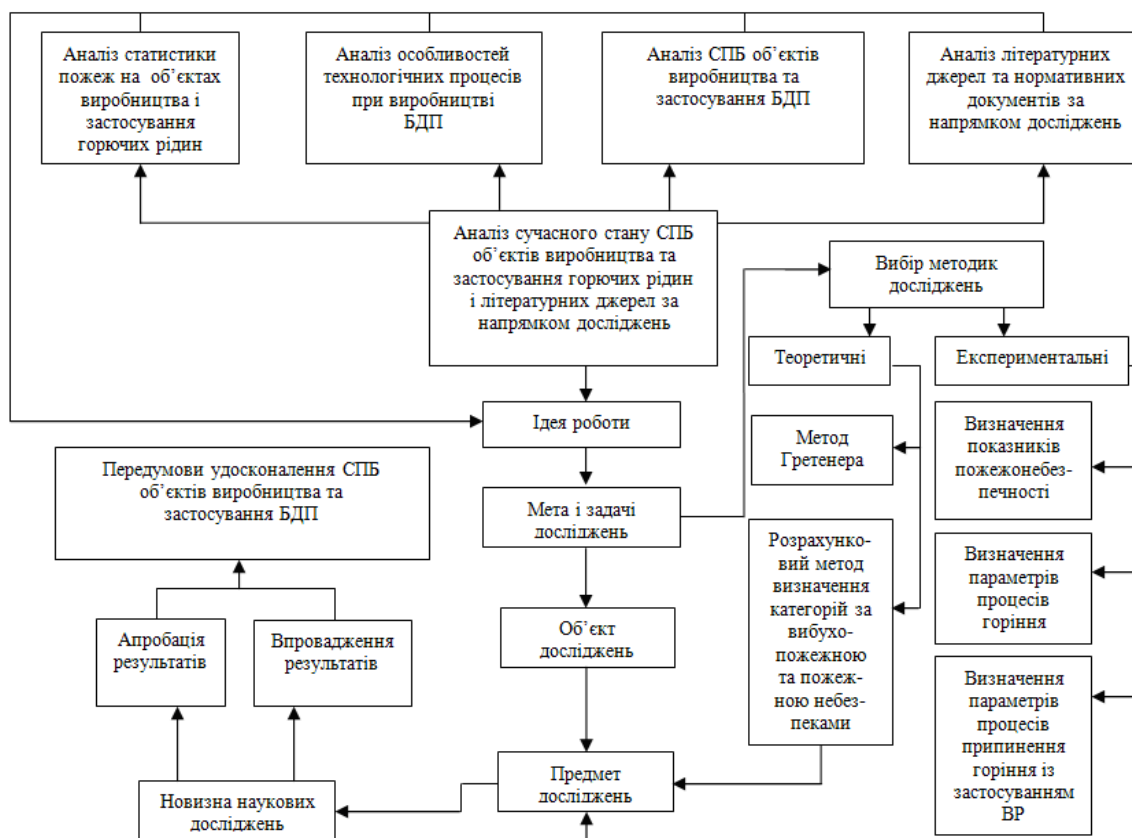 Аналіз статистики
пожеж на об’єктах
виробництва і
застосування
горючих рідин
Аналіз особливостей
технологічних процесів
при виробництві
БДП
Аналіз СПБ об’єктів
виробництва та
застосування БДП
Аналіз літературних
джерел та нормативних
документів за
напрямком досліджень
Аналіз сучасного стану СПБ
об’єктів виробництва та
застосування горючих рідин
і літературних джерел за
напрямком досліджень
Вибір методик
досліджень
Теоретичні
Експериментальні
Ідея роботи
Метод
Гретенера
Визначення
показників
пожежонебез-
печності
Передумови удосконалення СПБ
об’єктів виробництва та
застосування БДП
Мета і задачі
досліджень
Розрахунко-
вий метод
визначення
категорій за
вибухо-
пожежною
та пожеж-
ною небез-
пеками
Визначення
параметрів
процесів
горіння
Апробація
результатів
Впровадження
результатів
Об’єкт
досліджень
Визначення
параметрів
процесів
припинення
горіння із
застосуванням
ВР
Предмет
досліджень
Новизна наукових
досліджень